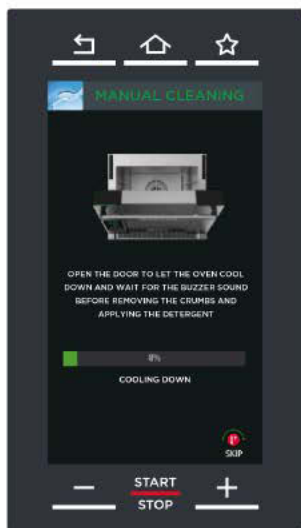 MANUAL CLEANING
OPEN THE DOOR TO LET THE OVEN COOL
DOWN AND WAIT FOR THE BUZZER SOUND
BEFORE REMOVING THE CRUMBS AND
APPLYING THE DETERGENT
8%
COOLING DOWN
SKIP
START
STOP